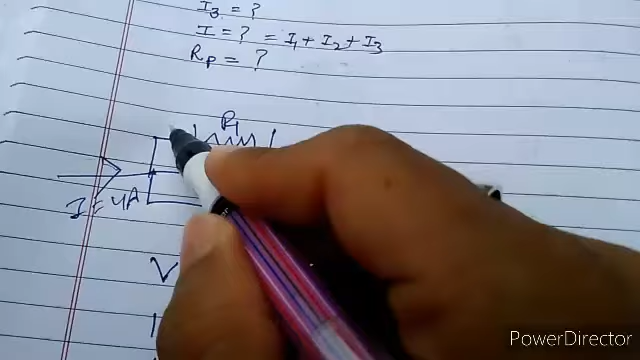 I₃ = ?
I = ? = I₁ + I₂ + I₃
Rp = ?
R₁
I = 4A
V
PowerDirector